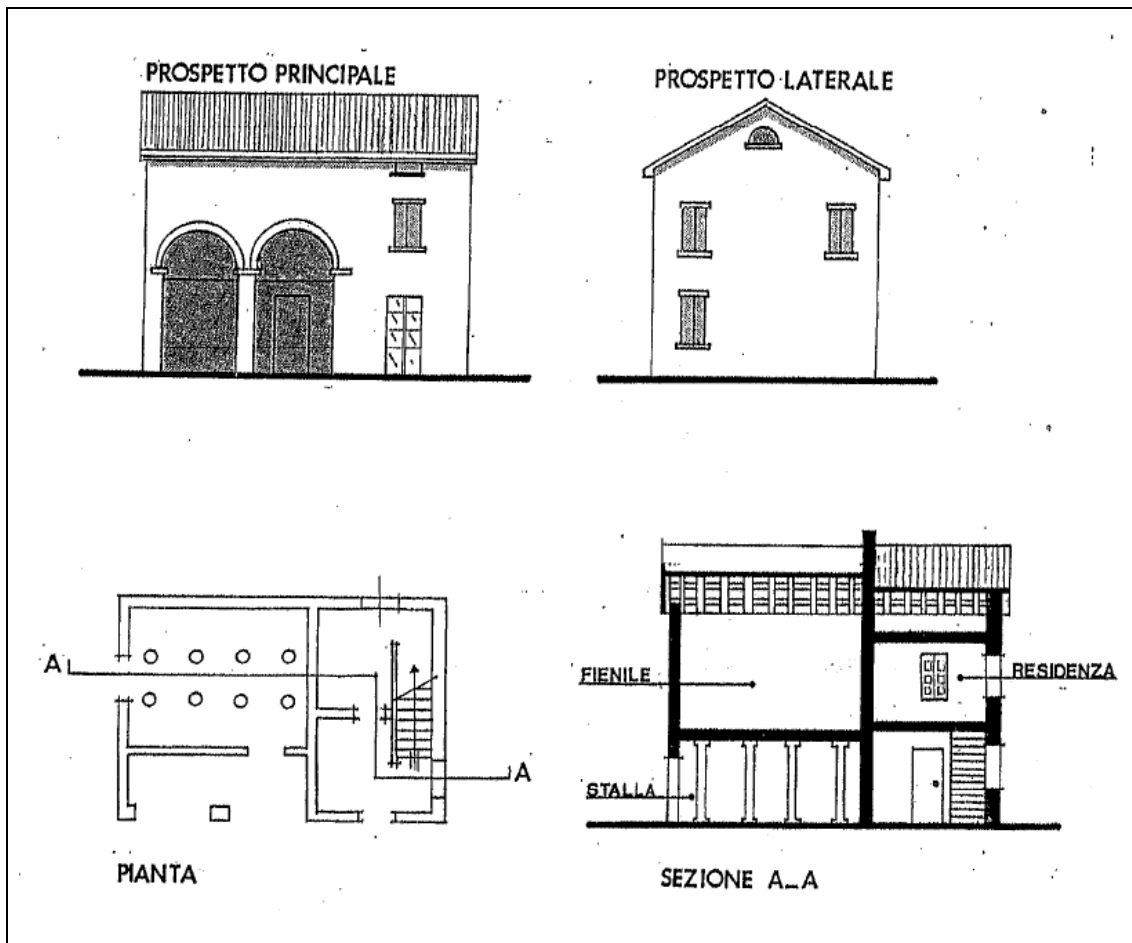 PROSPETTO PRINCIPALE
PROSPETTO LATERALE
A
A
PIANTA
FIENILE
RESIDENZA
STALLA
SEZIONE A_A